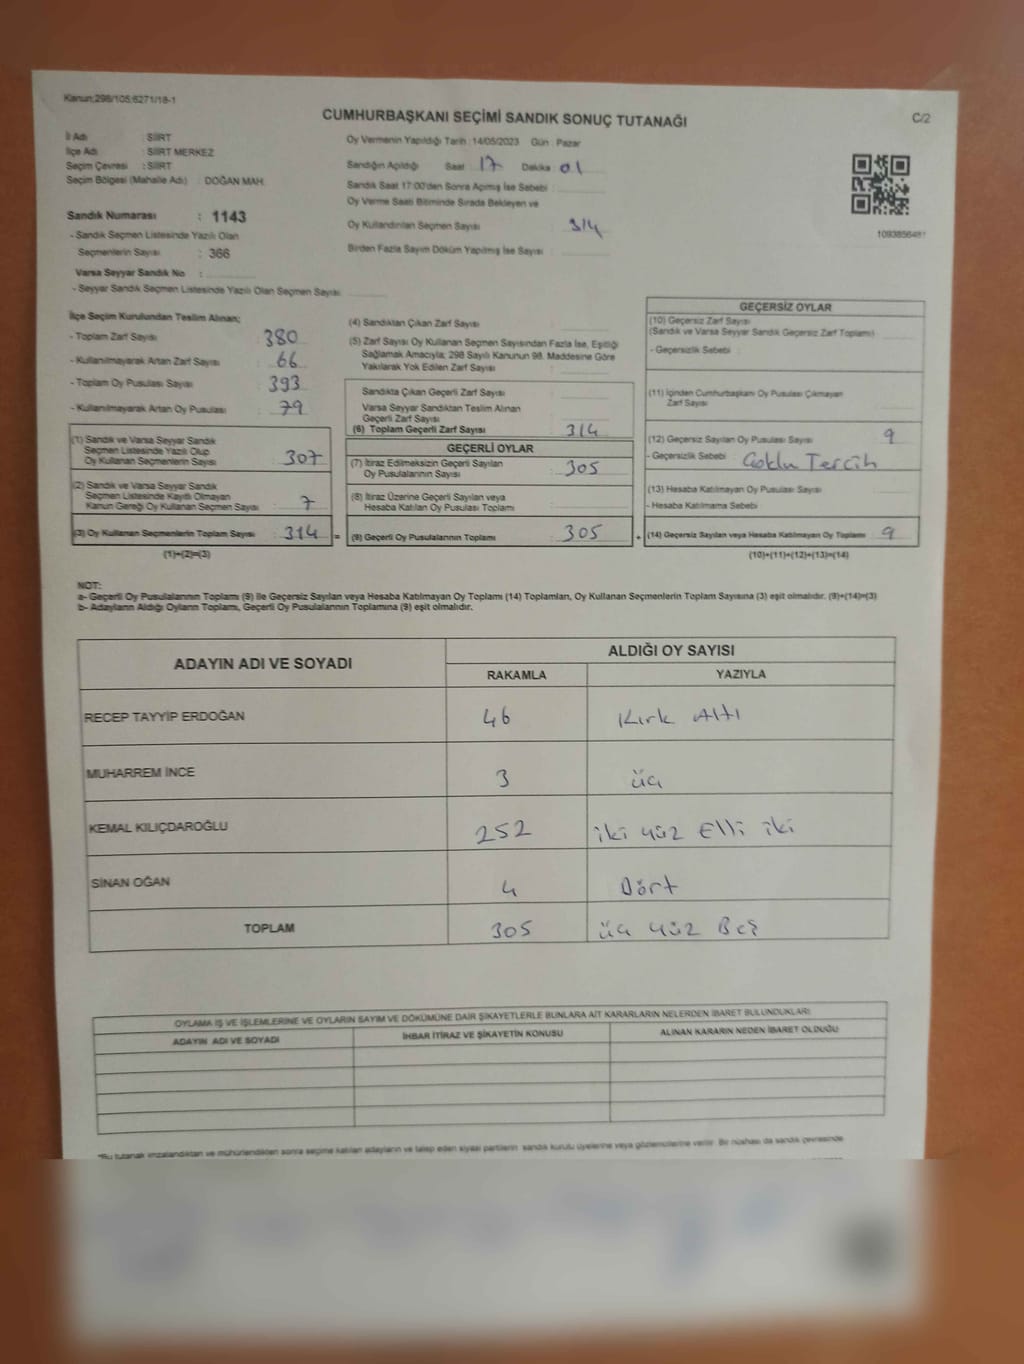 Kanun:298/105;6271/18-1
CUMHURBAŞKANI SEÇİMİ SANDIK SONUÇ TUTANAĞI
C/2
İl Adı : SİİRT
İlçe Adı : SİİRT MERKEZ
Seçim Çevresi : SİİRT
Seçim Bölgesi (Mahalle Adı) : DOĞAN MAH.
Sandık Numarası : 1143
- Sandık Seçmen Listesinde Yazılı Olan
Seçmenlerin Sayısı : 366
Varsa Seyyar Sandık No :
- Seyyar Sandık Seçmen Listesinde Yazılı Olan Seçmen Sayısı:
Oy Vermenin Yapıldığı Tarih : 14/05/2023 Gün : Pazar
Sandığın Açıldığı Saat : 17 Dakika : 01
Sandık Saat 17:00'den Sonra Açılmış İse Sebebi :
Oy Verme Saati Bitiminde Sırada Bekleyen ve
Oy Kullandırılan Seçmen Sayısı : 314
Birden Fazla Sayım Döküm Yapılmış İse Sayısı :
1093856481
İlçe Seçim Kurulundan Teslim Alınan;
- Toplam Zarf Sayısı : 380
- Kullanılmayarak Artan Zarf Sayısı : 66
- Toplam Oy Pusulası Sayısı : 393
- Kullanılmayarak Artan Oy Pusulası : 79
(1) Sandık ve Varsa Seyyar Sandık
Seçmen Listesinde Yazılı Olup
Oy Kullanan Seçmenlerin Sayısı : 307
(2) Sandık ve Varsa Seyyar Sandık
Seçmen Listesinde Kayıtlı Olmayan
Kanun Gereği Oy Kullanan Seçmen Sayısı : 7
(3) Oy Kullanan Seçmenlerin Toplam Sayısı : 314 =
(1)+(2)=(3)
(4) Sandıktan Çıkan Zarf Sayısı :
(5) Zarf Sayısı Oy Kullanan Seçmen Sayısından Fazla İse, Eşitliği
Sağlamak Amacıyla; 298 Sayılı Kanunun 98. Maddesine Göre
Yakılarak Yok Edilen Zarf Sayısı :
Sandıkta Çıkan Geçerli Zarf Sayısı :
Varsa Seyyar Sandıktan Teslim Alınan
Geçerli Zarf Sayısı :
(6) Toplam Geçerli Zarf Sayısı : 314
GEÇERLİ OYLAR
(7) İtiraz Edilmeksizin Geçerli Sayılan
Oy Pusulalarının Sayısı : 305
(8) İtiraz Üzerine Geçerli Sayılan veya
Hesaba Katılan Oy Pusulası Toplamı :
(9) Geçerli Oy Pusulalarının Toplamı : 305 +
GEÇERSİZ OYLAR
(10) Geçersiz Zarf Sayısı
(Sandık ve Varsa Seyyar Sandık Geçersiz Zarf Toplamı) :
- Geçersizlik Sebebi :
(11) İçinden Cumhurbaşkanı Oy Pusulası Çıkmayan
Zarf Sayısı :
(12) Geçersiz Sayılan Oy Pusulası Sayısı : 9
- Geçersizlik Sebebi : Çoklu Tercih
(13) Hesaba Katılmayan Oy Pusulası Sayısı :
- Hesaba Katılmama Sebebi :
(14) Geçersiz Sayılan veya Hesaba Katılmayan Oy Toplamı : 9
(10)+(11)+(12)+(13)=(14)
NOT:
a- Geçerli Oy Pusulalarının Toplamı (9) ile Geçersiz Sayılan veya Hesaba Katılmayan Oy Toplamı (14) Toplamları, Oy Kullanan Seçmenlerin Toplam Sayısına (3) eşit olmalıdır. (9)+(14)=(3)
b- Adayların Aldığı Oyların Toplamı, Geçerli Oy Pusulalarının Toplamına (9) eşit olmalıdır.
ADAYIN ADI VE SOYADI
ALDIĞI OY SAYISI
RAKAMLA YAZIYLA
RECEP TAYYİP ERDOĞAN 46 Kırk Altı
MUHARREM İNCE 3 üç
KEMAL KILIÇDAROĞLU 252 iki yüz Elli iki
SİNAN OĞAN 4 Dört
TOPLAM 305 üç yüz Beş
OYLAMA İŞ VE İŞLEMLERİNE VE OYLARIN SAYIM VE DÖKÜMÜNE DAİR ŞİKAYETLERLE BUNLARA AİT KARARLARIN NELERDEN İBARET BULUNDUKLARI
ADAYIN ADI VE SOYADI İHBAR İTİRAZ VE ŞİKAYETİN KONUSU ALINAN KARARIN NEDEN İBARET OLDUĞU
*Bu tutanak imzalandıktan ve mühürlendikten sonra seçime katılan adayların ve talep eden siyasi partilerin sandık kurulu üyelerine veya gözlemcilerine verilir. Bir nüshası da sandık çevresinde